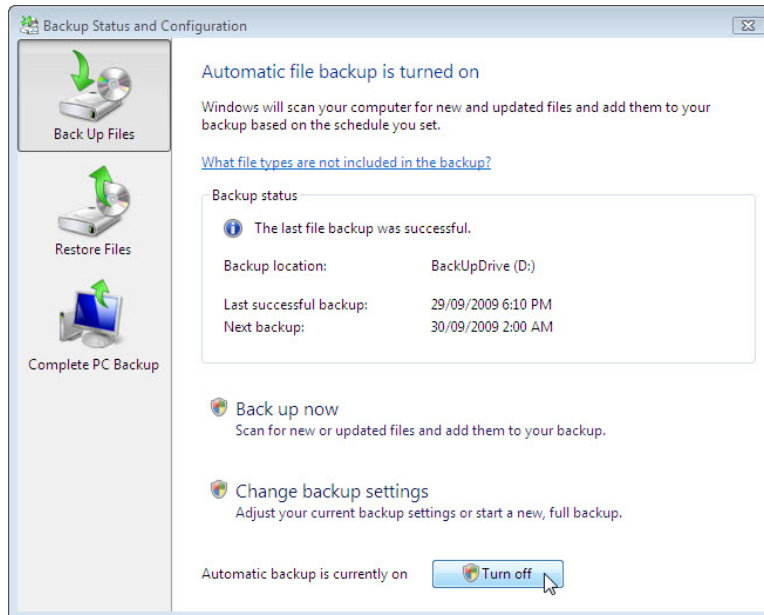 Backup Status and Configuration
Back Up Files
Restore Files
Complete PC Backup
Automatic file backup is turned on
Windows will scan your computer for new and updated files and add them to your
backup based on the schedule you set.
What file types are not included in the backup?
Backup status
The last file backup was successful.
Backup location: BackUpDrive (D:)
Last successful backup: 29/09/2009 6:10 PM
Next backup: 30/09/2009 2:00 AM
Back up now
Scan for new or updated files and add them to your backup.
Change backup settings
Adjust your current backup settings or start a new, full backup.
Automatic backup is currently on Turn off